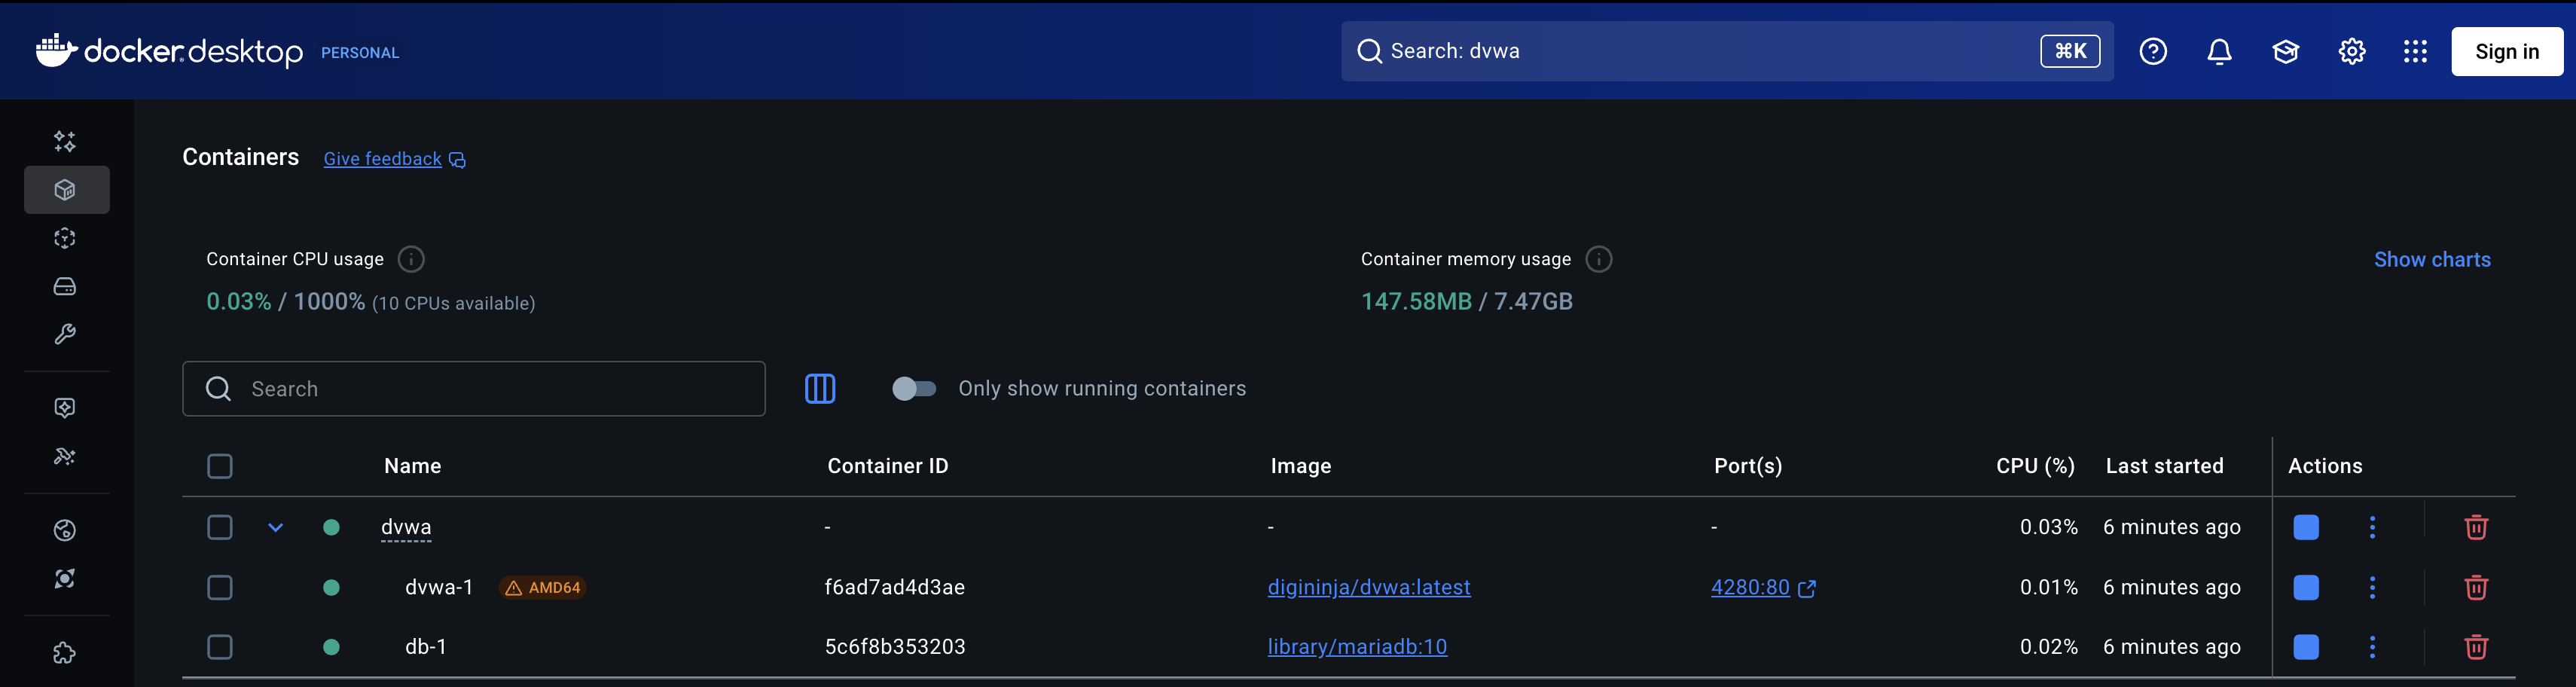 docker desktop PERSONAL
Search: dvwa ⌘K Sign in
Containers Give feedback
Container CPU usage Container memory usage Show charts
0.03% / 1000% (10 CPUs available) 147.58MB / 7.47GB
Search Only show running containers
Name Container ID Image Port(s) CPU (%) Last started Actions
dvwa - - - 0.03% 6 minutes ago
dvwa-1 AMD64 f6ad7ad4d3ae digininja/dvwa:latest 4280:80 0.01% 6 minutes ago
db-1 5c6f8b353203 library/mariadb:10 0.02% 6 minutes ago